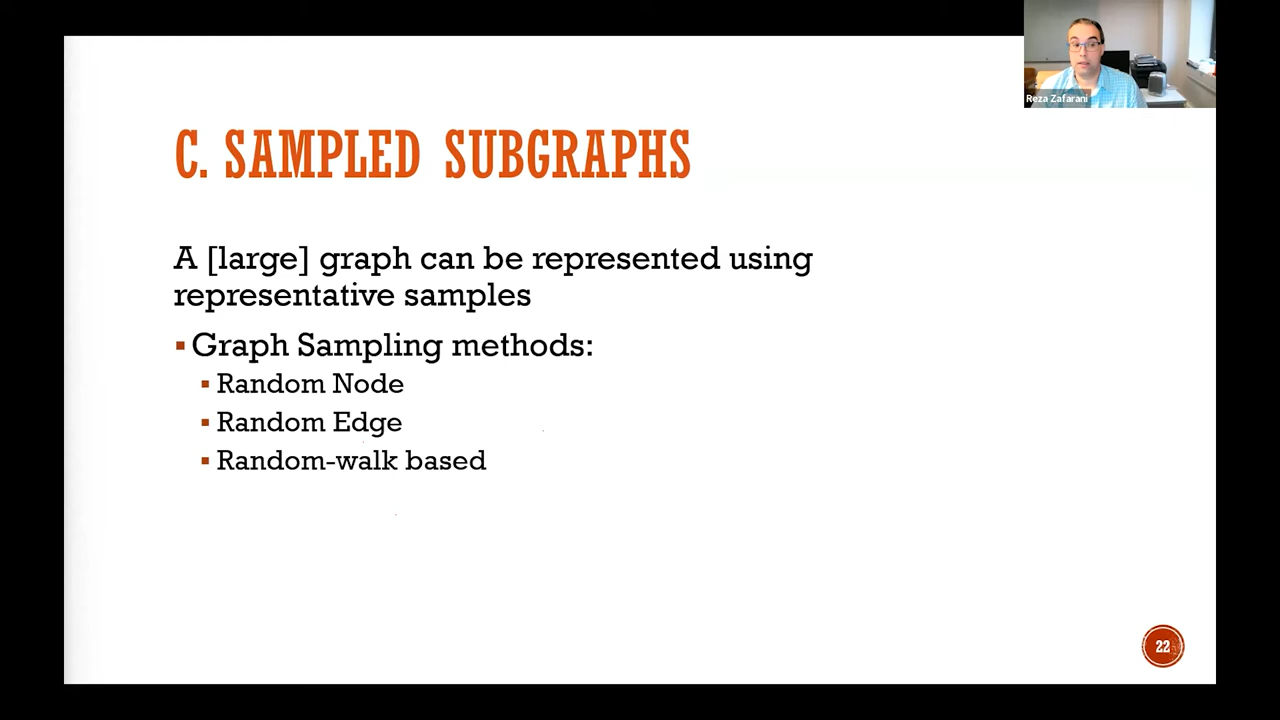 Reza Zafarani
C. SAMPLED SUBGRAPHS
A [large] graph can be represented using
representative samples
▪ Graph Sampling methods:
▪ Random Node
▪ Random Edge
▪ Random-walk based
22